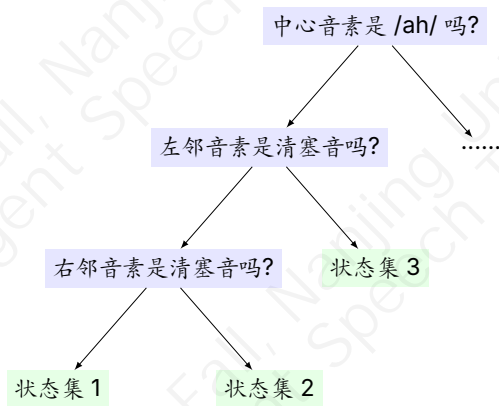 中心音素是 /ah/ 吗?
左邻音素是清塞音吗?
......
右邻音素是清塞音吗?
状态集 3
状态集 1
状态集 2